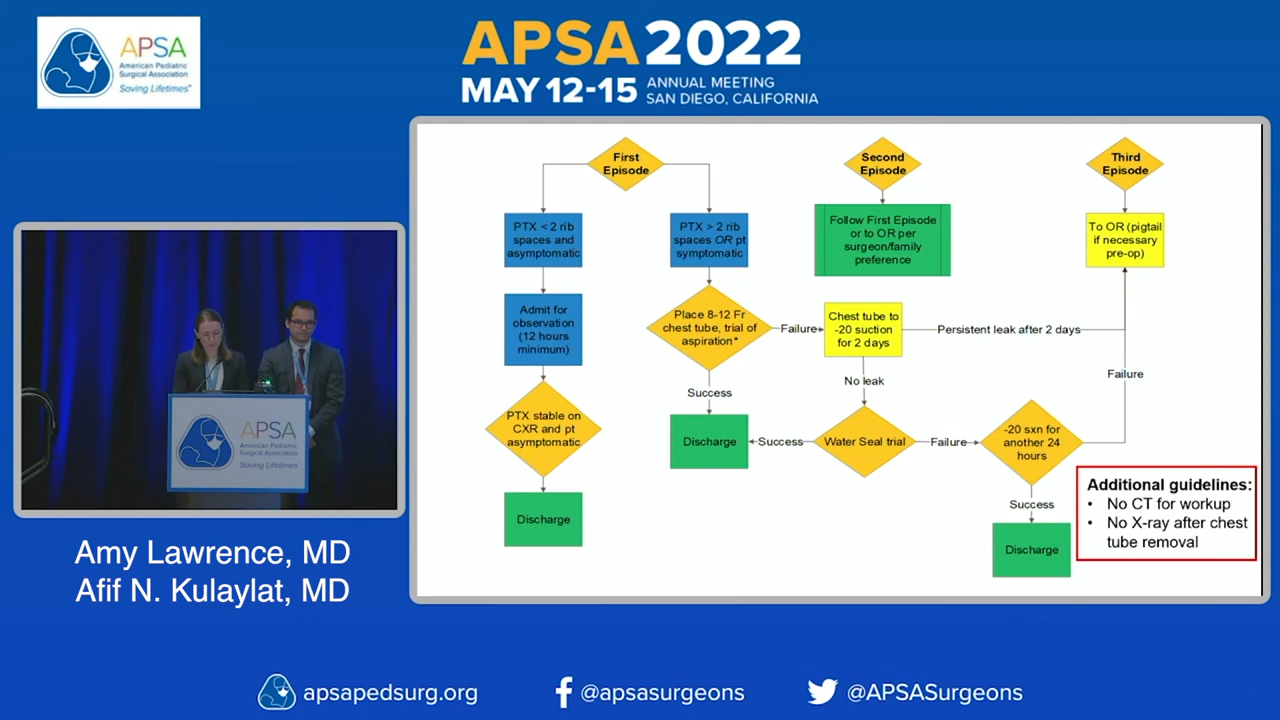 APSA
American Pediatric
Surgical Association
Saving Lifetimes
APSA 2022
MAY 12-15
ANNUAL MEETING
SAN DIEGO, CALIFORNIA
First
Episode
Second
Episode
Third
Episode
PTX < 2 rib
spaces and
asymptomatic
PTX > 2 rib
spaces OR pt
symptomatic
Follow First Episode
or to OR per
surgeon/family
preference
To OR (pigtail
if necessary
pre-op)
Admit for
observation
(12 hours
minimum)
Place 8-12 Fr
chest tube, trial of
aspiration*
Failure
Chest tube to
-20 suction
for 2 days
Persistent leak after 2 days
No leak
Failure
Success
PTX stable on
CXR and pt
asymptomatic
Discharge
Success
Water Seal trial
Failure
-20 sxn for
another 24
hours
Success
Discharge
Discharge
Additional guidelines:
• No CT for workup
• No X-ray after chest
tube removal
APSA
American Pediatric
Surgical Association
Saving Lifetimes
Amy Lawrence, MD
Afif N. Kulaylat, MD
apsapedsurg.org
@apsasurgeons
@APSASurgeons